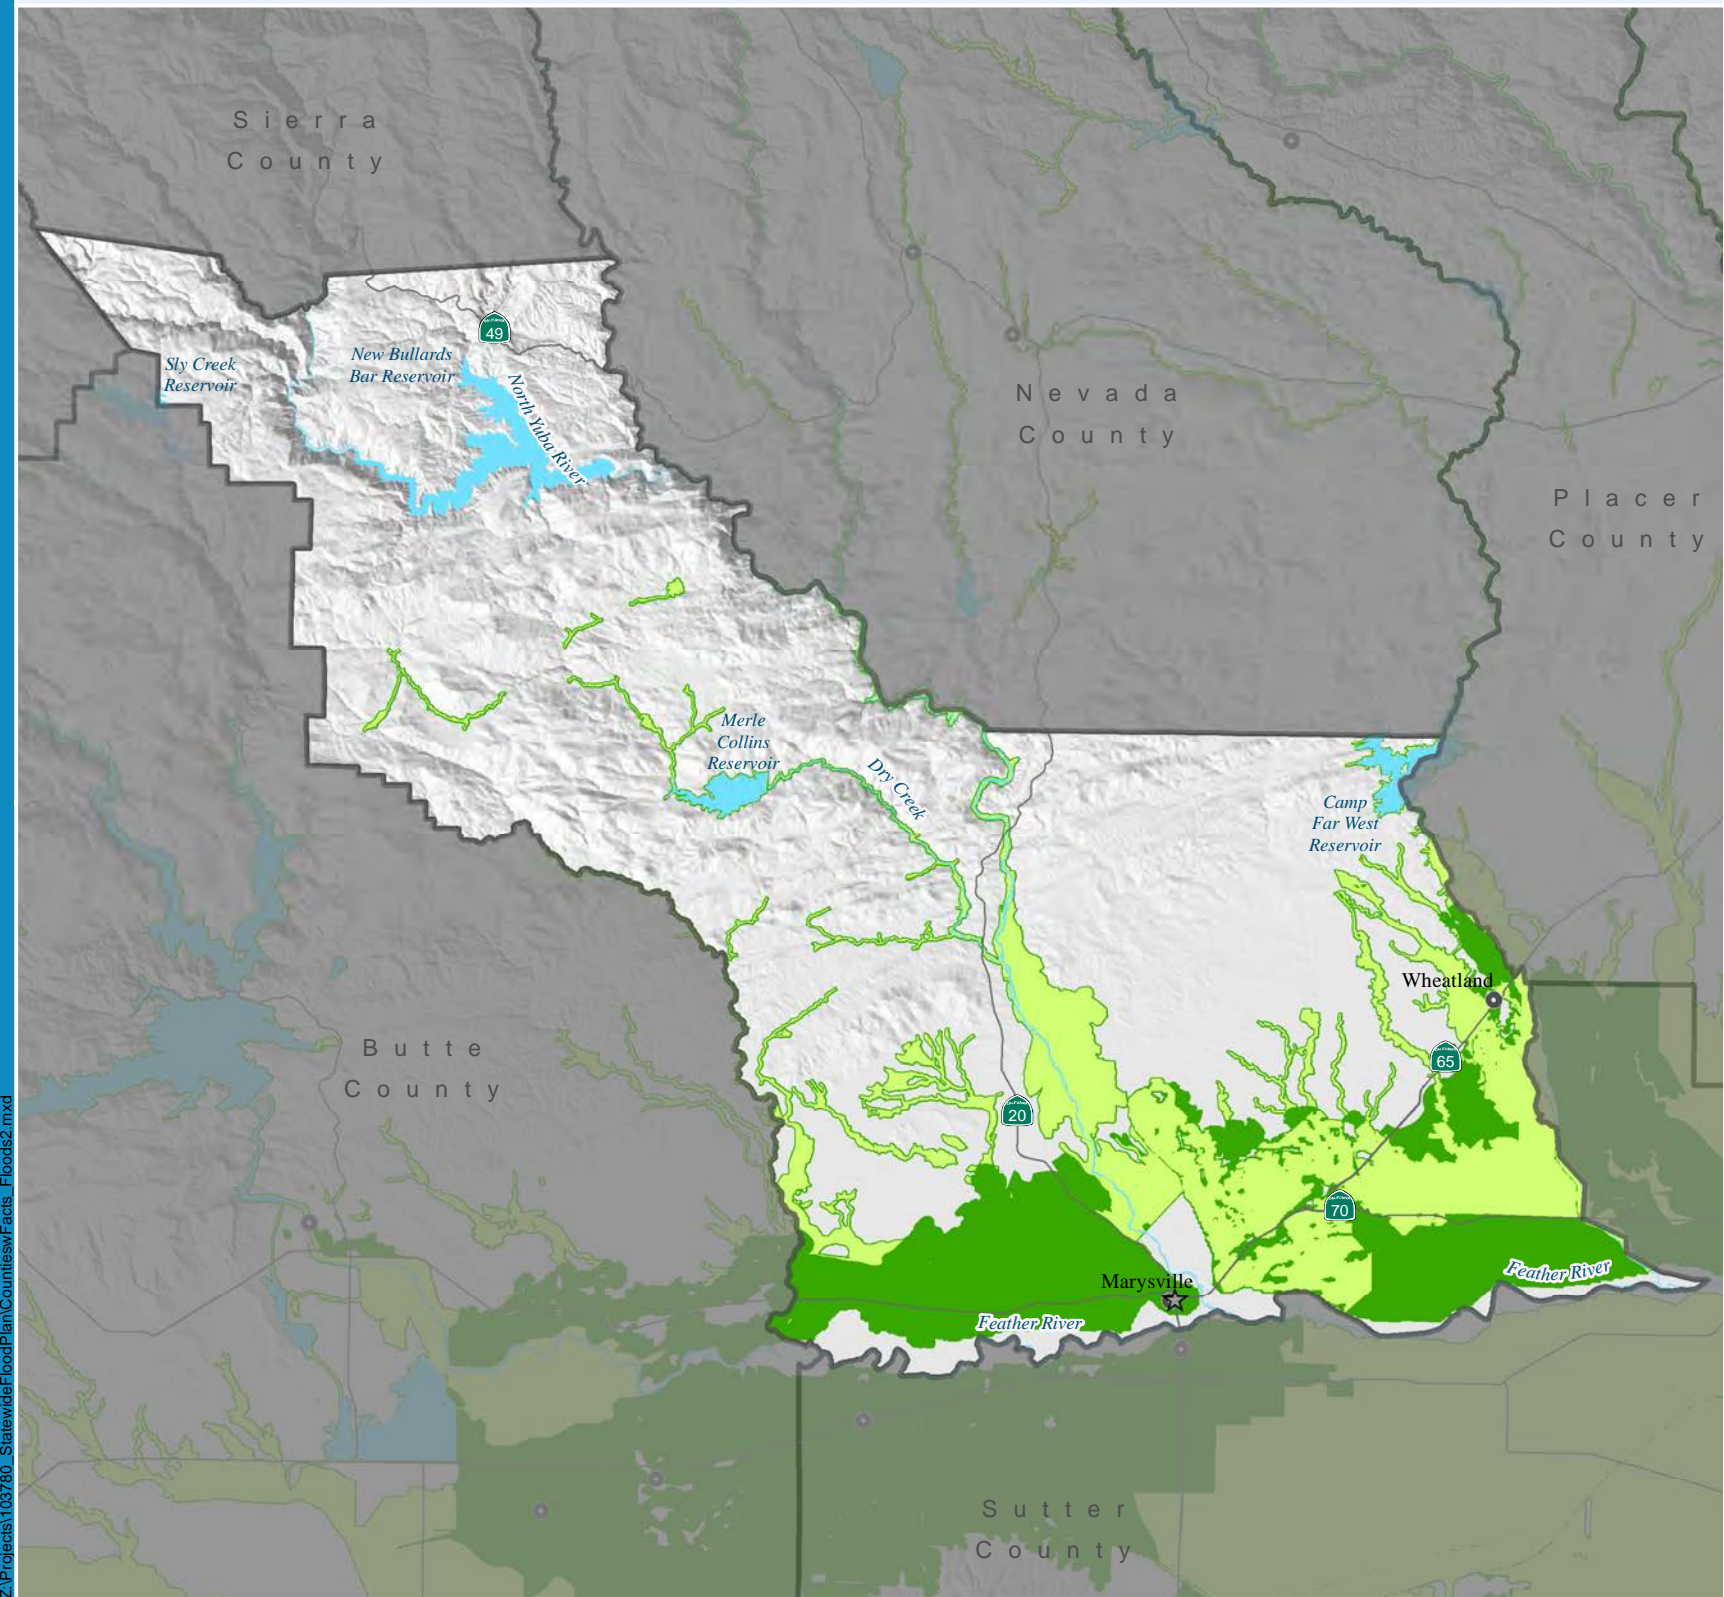 Sierra
County
49
Sly Creek
Reservoir
New Bullards
Bar Reservoir
North Yuba River
Nevada
County
Placer
County
Merle
Collins
Reservoir
Dry Creek
Camp
Far West
Reservoir
Wheatland
65
Butte
County
20
70
Marysville
Feather River
Feather River
Sutter
County
Z:\Projects\103780_StatewideFloodPlan\CountieswFacts_Floods2.mxd